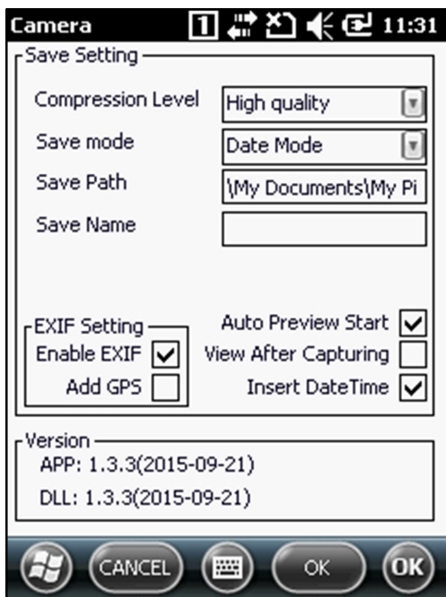 Camera 1 11:31
Save Setting
Compression Level High quality
Save mode Date Mode
Save Path \My Documents\My Pi
Save Name
EXIF Setting Auto Preview Start
Enable EXIF View After Capturing
Add GPS Insert DateTime
Version
APP: 1.3.3(2015-09-21)
DLL: 1.3.3(2015-09-21)
CANCEL OK OK